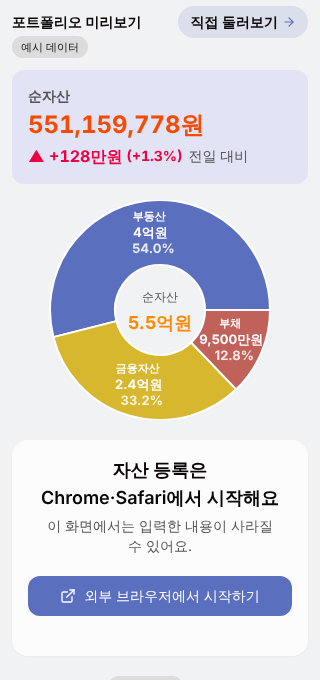 포트폴리오 미리보기
직접 둘러보기 →
예시 데이터
순자산
551,159,778원
▲ +128만원 (+1.3%) 전일 대비
부동산
4억원
54.0%
순자산
5.5억원
부채
9,500만원
12.8%
금융자산
2.4억원
33.2%
자산 등록은
Chrome·Safari에서 시작해요
이 화면에서는 입력한 내용이 사라질
수 있어요.
외부 브라우저에서 시작하기